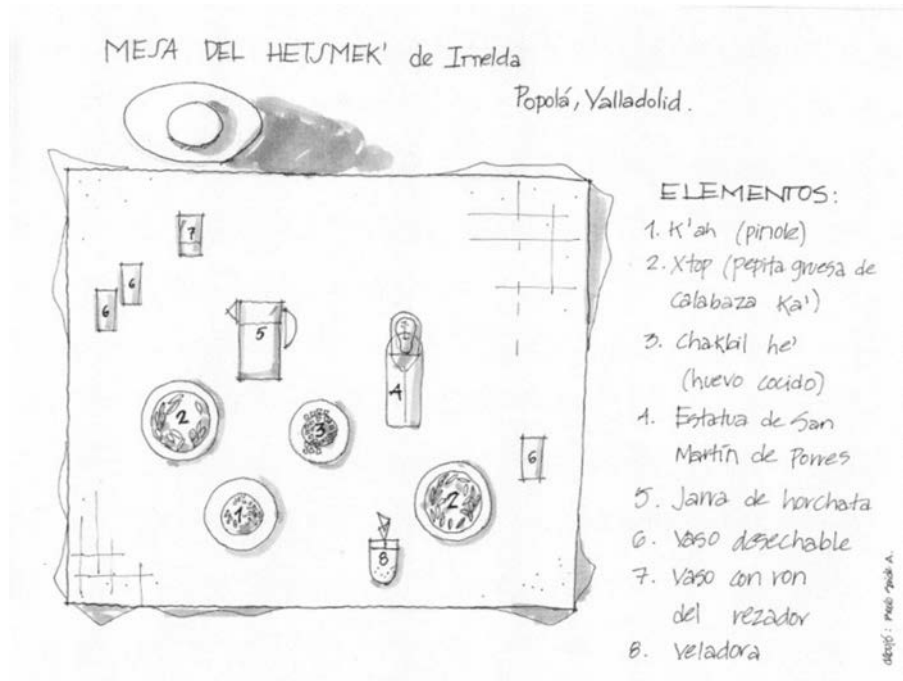 MESA DEL HETSMEK' de Imelda
Popolá, Valladolid.
7
6
6
5
4
2
3
6
1
2
8
ELEMENTOS:
1. K'ah (pinole)
2. Xtop (pepita gruesa de
calabaza Ka')
3. Chakbil he'
(huevo cocido)
4. Estatua de San
Martín de Porres
5. Jarra de horchata
6. Vaso desechable
7. Vaso con ron
del rezador
8. Veladora
dibujó: